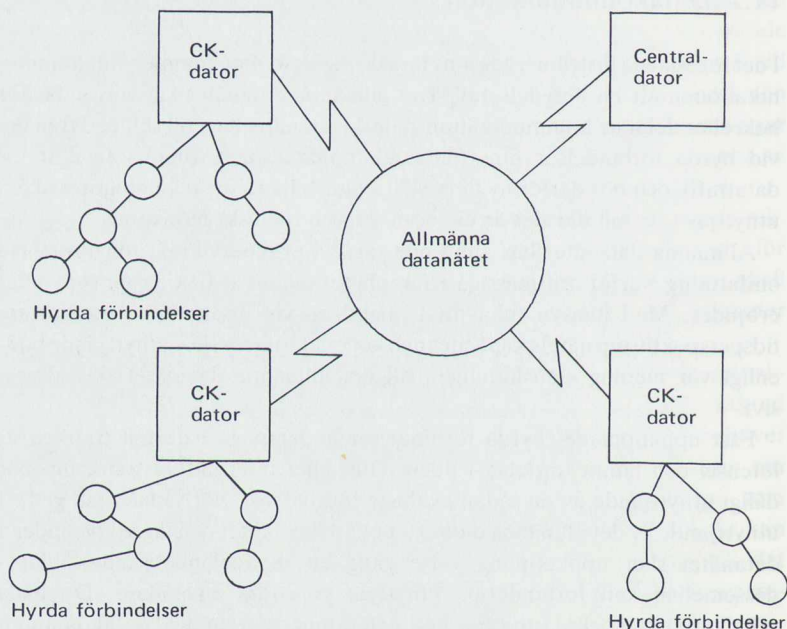 CK-
dator
Central-
dator
Allmänna
datanätet
Hyrda förbindelser
CK-
dator
CK-
dator
Hyrda förbindelser
Hyrda förbindelser